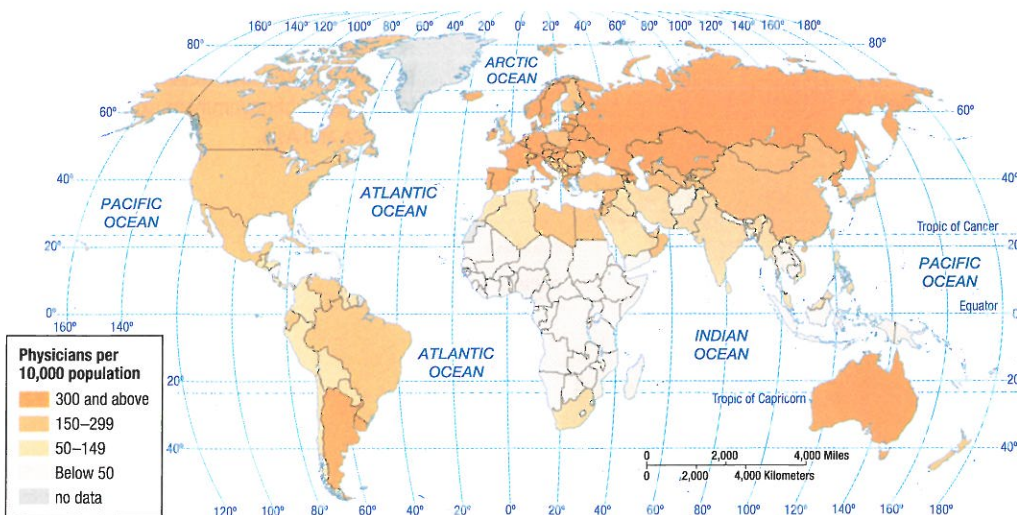 160° 140° 120° 100° 80° 60° 40° 20° 0° 20° 40° 60° 80° 100° 120° 140° 160°
80° 80°
ARCTIC
OCEAN
60° 60°
40° 40°
PACIFIC
OCEAN
ATLANTIC
OCEAN
Tropic of Cancer
20° 20°
PACIFIC
OCEAN
Equator
160° 140° 0° 0°
INDIAN
OCEAN
ATLANTIC
OCEAN
20° 20°
Tropic of Capricorn
40° 40°
0 2,000 4,000 Miles
0 2,000 4,000 Kilometers
120° 100° 80° 60° 40° 20° 0° 20° 40° 60° 80° 100° 120° 140° 160° 180°
Physicians per
10,000 population
300 and above
150–299
50–149
Below 50
no data